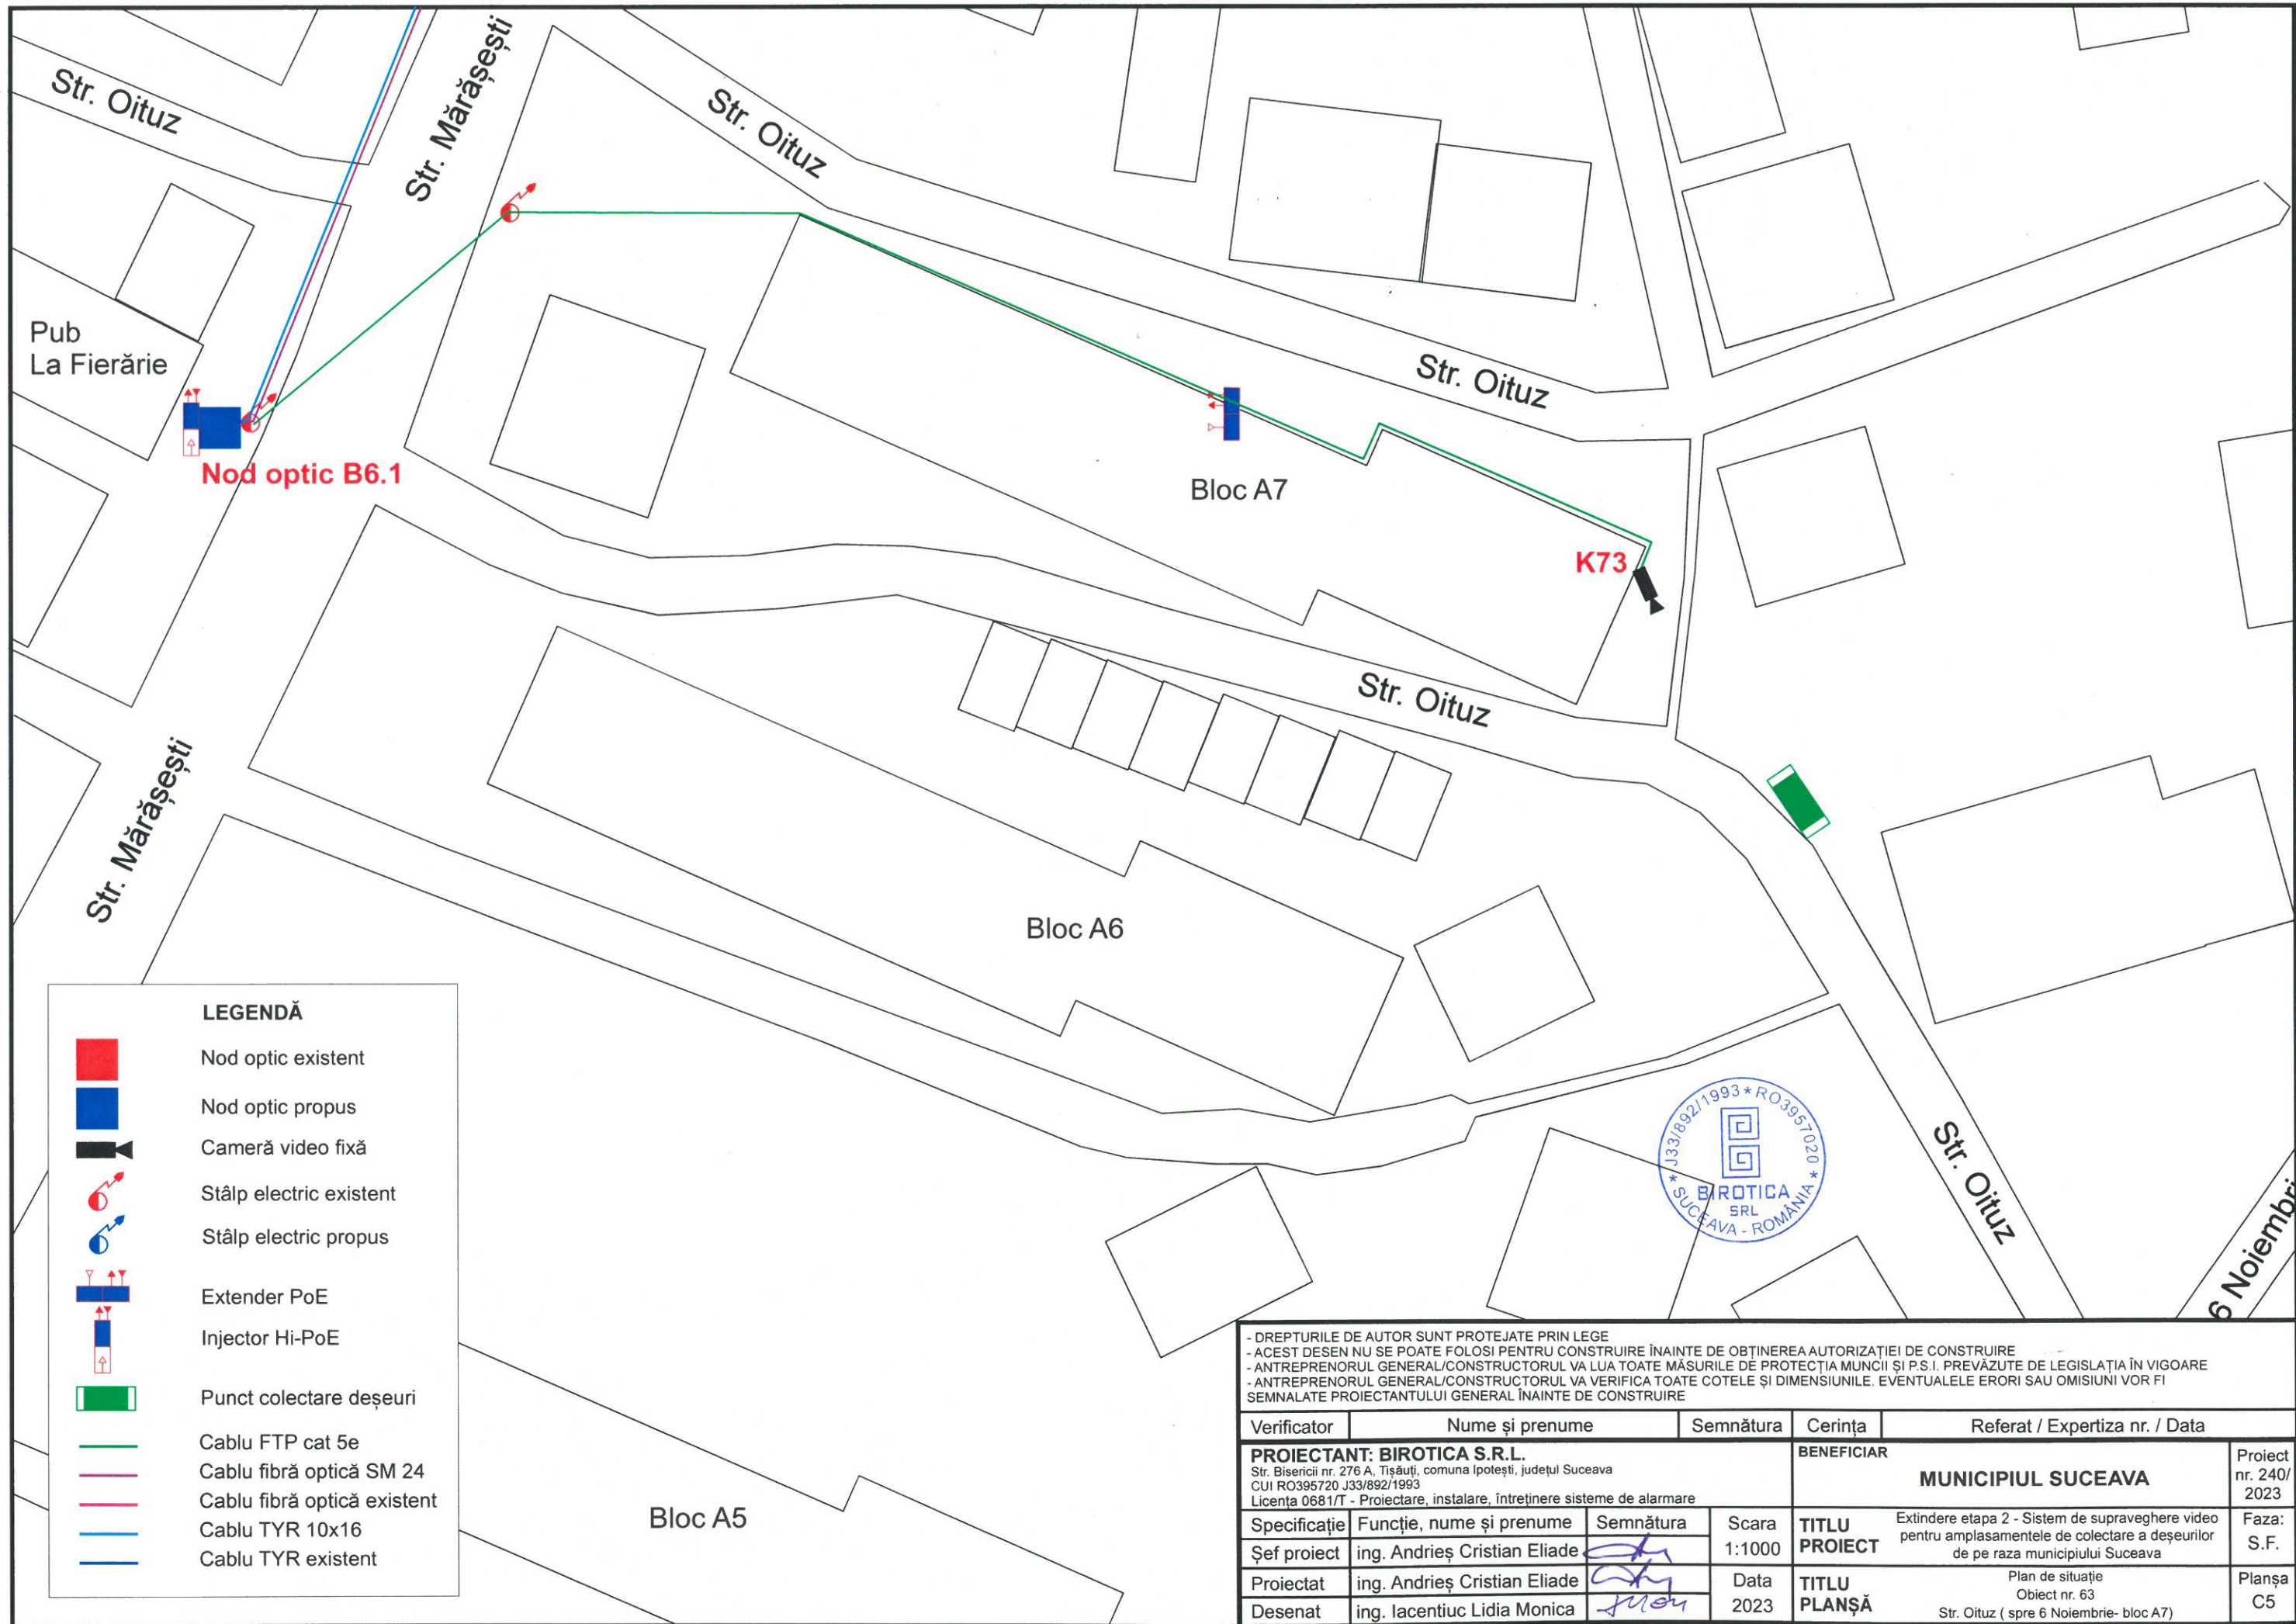 Str. Oituz
Str. Mărășești
Str. Oituz
Pub
La Fierărie
Nod optic B6.1
Str. Oituz
Bloc A7
K73
Str. Oituz
Str. Mărășești
Bloc A6
Str. Oituz
6 Noiembri
Bloc A5
LEGENDĂ
Nod optic existent
Nod optic propus
Cameră video fixă
Stâlp electric existent
Stâlp electric propus
Extender PoE
Injector Hi-PoE
Punct colectare deșeuri
Cablu FTP cat 5e
Cablu fibră optică SM 24
Cablu fibră optică existent
Cablu TYR 10x16
Cablu TYR existent
* J33/892/1993 * RO3957020 *
BIROTICA
SRL
SUCEAVA - ROMÂNIA
- DREPTURILE DE AUTOR SUNT PROTEJATE PRIN LEGE
- ACEST DESEN NU SE POATE FOLOSI PENTRU CONSTRUIRE ÎNAINTE DE OBȚINEREA AUTORIZAȚIEI DE CONSTRUIRE
- ANTREPRENORUL GENERAL/CONSTRUCTORUL VA LUA TOATE MĂSURILE DE PROTECȚIA MUNCII ȘI P.S.I. PREVĂZUTE DE LEGISLAȚIA ÎN VIGOARE
- ANTREPRENORUL GENERAL/CONSTRUCTORUL VA VERIFICA TOATE COTELE ȘI DIMENSIUNILE. EVENTUALELE ERORI SAU OMISIUNI VOR FI
SEMNALATE PROIECTANTULUI GENERAL ÎNAINTE DE CONSTRUIRE
Verificator Nume și prenume Semnătura Cerința Referat / Expertiza nr. / Data
PROIECTANT: BIROTICA S.R.L.
Str. Bisericii nr. 276 A, Tișăuți, comuna Ipotești, județul Suceava
CUI RO395720 J33/892/1993
Licența 0681/T - Proiectare, instalare, întreținere sisteme de alarmare
BENEFICIAR
MUNICIPIUL SUCEAVA
Proiect
nr. 240/
2023
Specificație Funcție, nume și prenume Semnătura
Șef proiect ing. Andrieș Cristian Eliade
Proiectat ing. Andrieș Cristian Eliade
Desenat ing. Iacentiuc Lidia Monica
Scara
1:1000
Data
2023
TITLU
PROIECT
Extindere etapa 2 - Sistem de supraveghere video
pentru amplasamentele de colectare a deșeurilor
de pe raza municipiului Suceava
Faza:
S.F.
TITLU
PLANȘĂ
Plan de situație
Obiect nr. 63
Str. Oituz ( spre 6 Noiembrie- bloc A7)
Planșa
C5